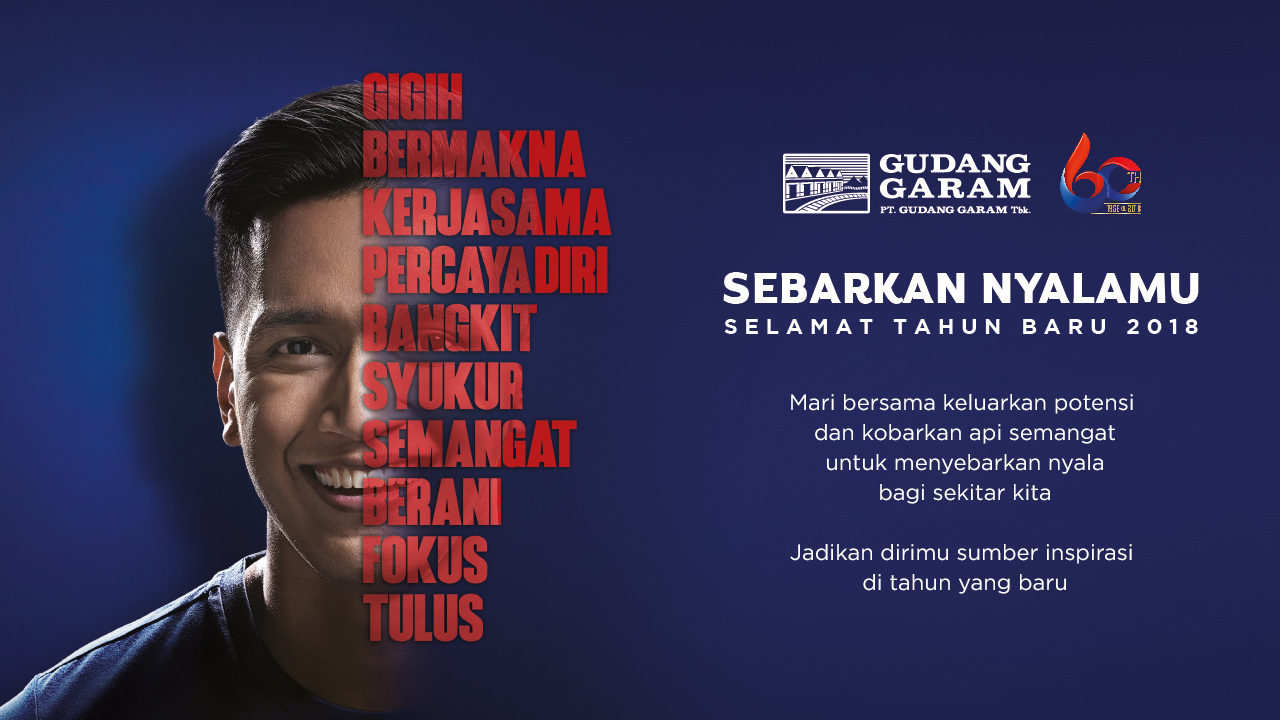 GIGIH
BERMAKNA
KERJASAMA
PERCAYA DIRI
BANGKIT
SYUKUR
SEMANGAT
BERANI
FOKUS
TULUS
GUDANG
GARAM
PT. GUDANG GARAM Tbk.
60TH
SEBARKAN NYALAMU
SELAMAT TAHUN BARU 2018
Mari bersama keluarkan potensi
dan kobarkan api semangat
untuk menyebarkan nyala
bagi sekitar kita
Jadikan dirimu sumber inspirasi
di tahun yang baru